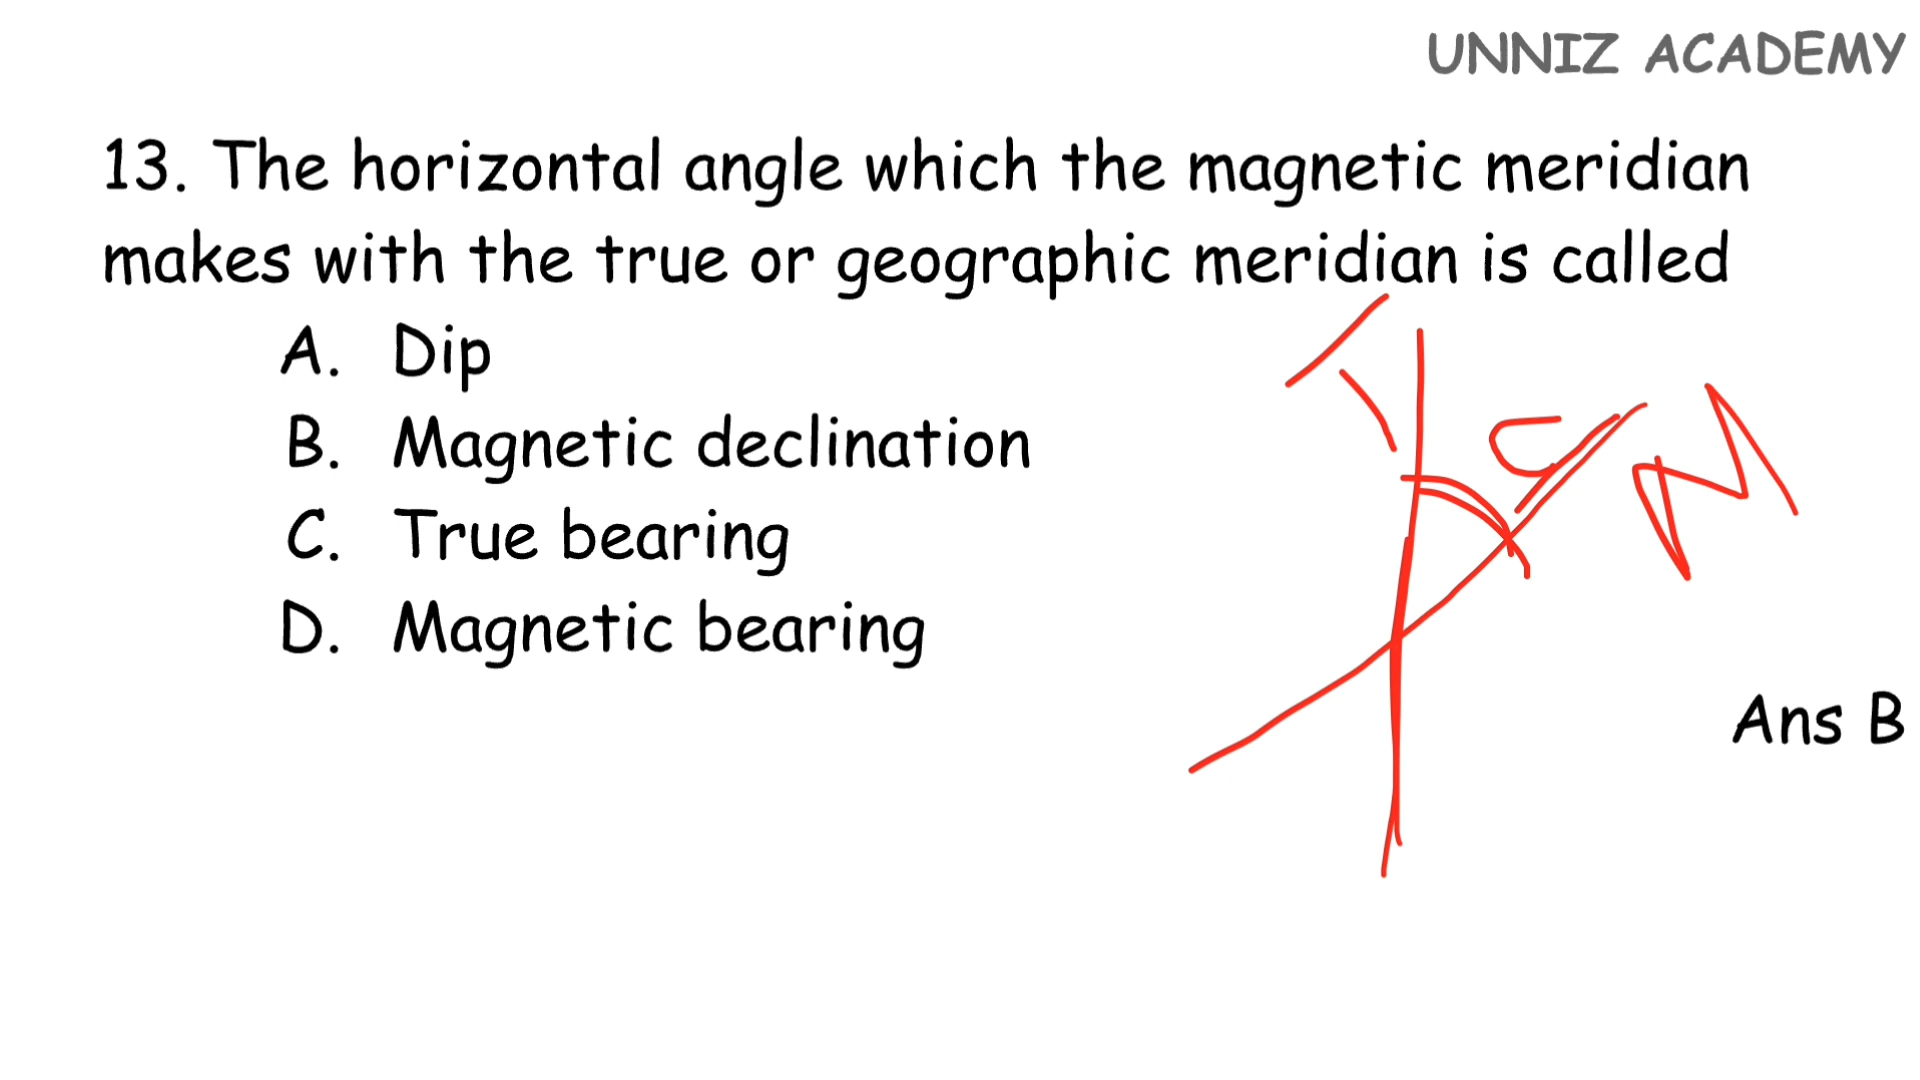 UNNIZ ACADEMY
13. The horizontal angle which the magnetic meridian
makes with the true or geographic meridian is called
A. Dip
B. Magnetic declination
C. True bearing
D. Magnetic bearing
T
M
Ans B